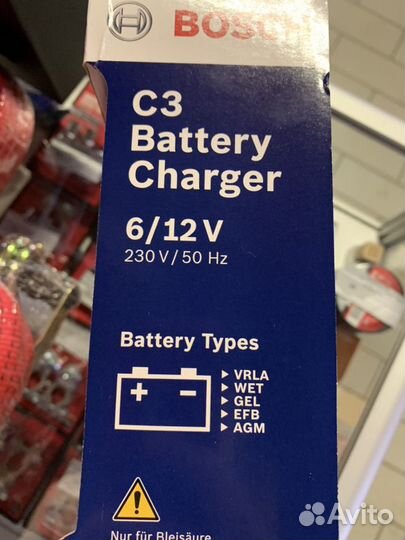 BOSCH
C3
Battery
Charger
6/12 V
230 V / 50 Hz
Battery Types
VRLA
WET
GEL
EFB
AGM
Nur für Bleisäure
Avito